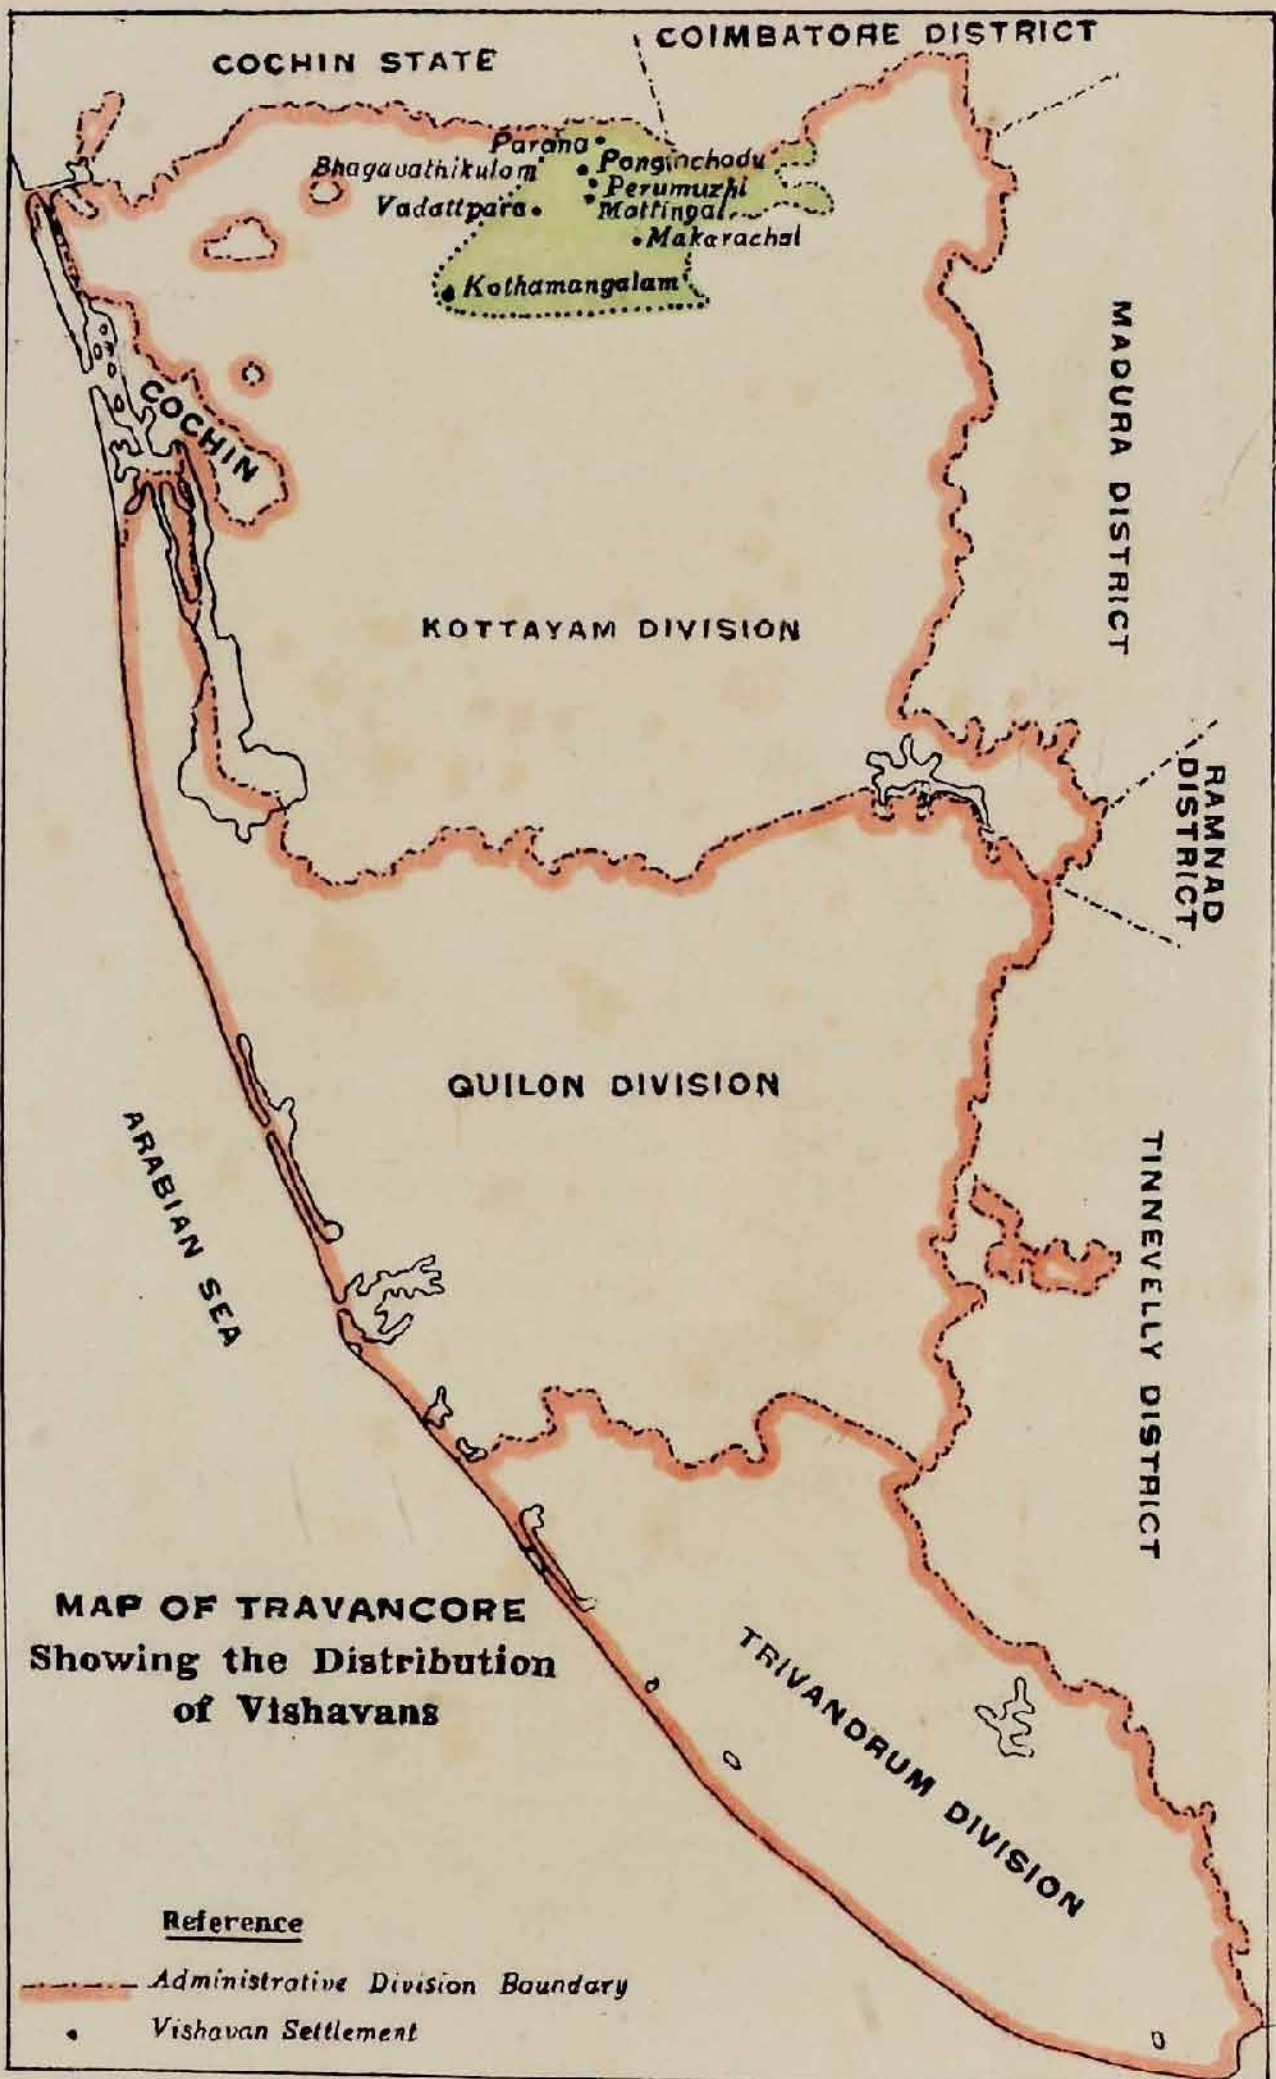 COCHIN STATE
COIMBATORE DISTRICT
Parana
Bhagavathikulam
Ponginchodu
Perumuzhi
Vadattpara
Mottingal
Makarachal
Kothamangalam
MADURA DISTRICT
COCHIN
KOTTAYAM DIVISION
RAMNAD
DISTRICT
QUILON DIVISION
ARABIAN SEA
TINNEVELLY DISTRICT
MAP OF TRAVANCORE
Showing the Distribution
of Vishavans
TRIVANDRUM DIVISION
Reference
Administrative Division Boundary
Vishavan Settlement